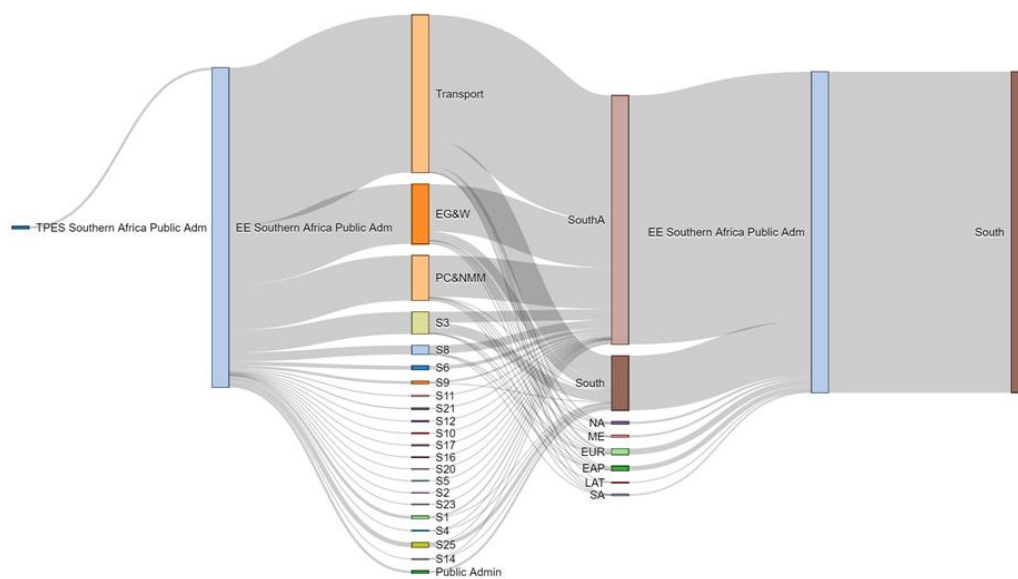 TPES Southern Africa Public Adm
EE Southern Africa Public Adm
Transport
EG&W
PC&NMM
S3
S8
S6
S9
S11
S21
S12
S10
S17
S16
S20
S5
S2
S23
S1
S4
S25
S14
Public Admin
SouthA
South
NA
ME
EUR
EAP
LAT
SA
EE Southern Africa Public Adm
South